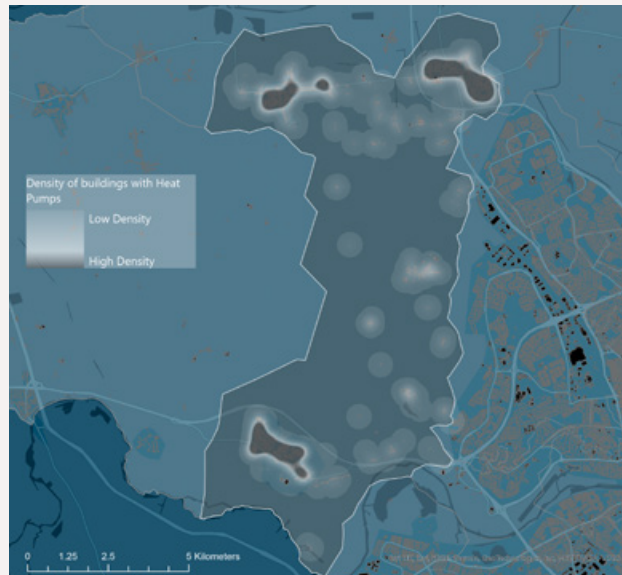 Density of buildings with Heat
Pumps
Low Density
High Density
0 1.25 2.5 5 Kilometers